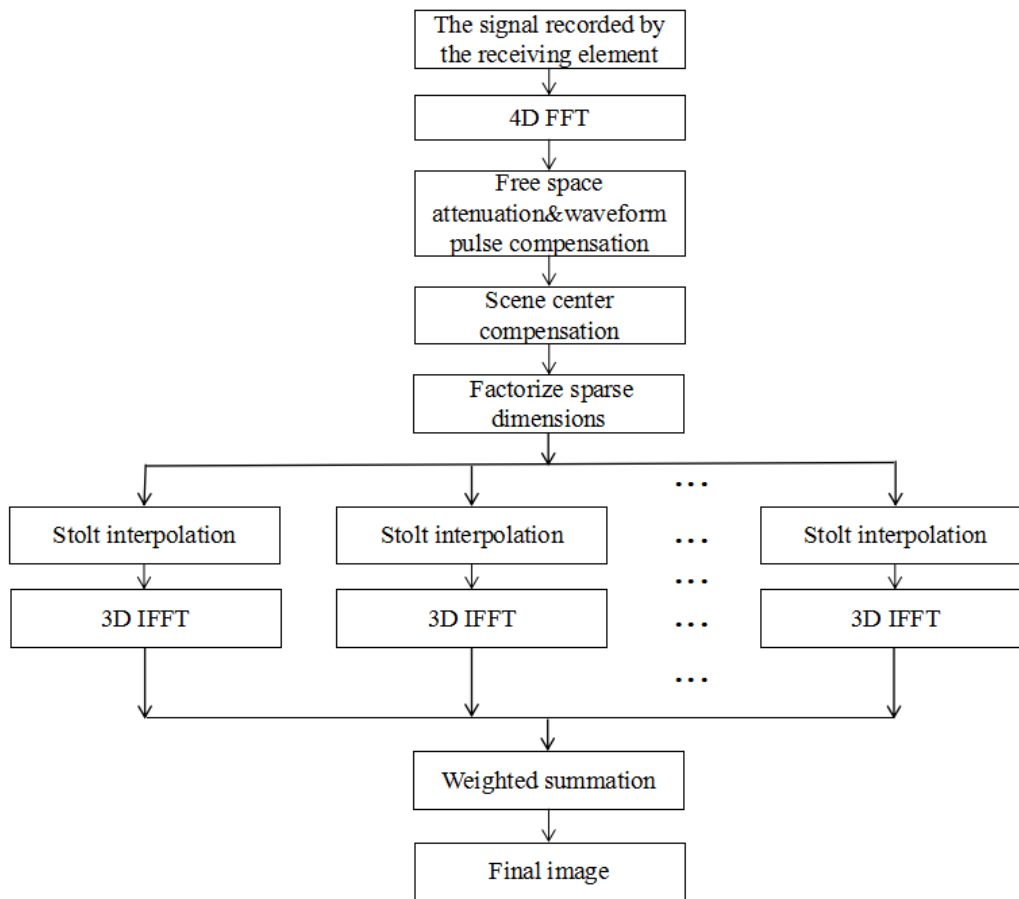 The signal recorded by
the receiving element
4D FFT
Free space
attenuation&waveform
pulse compensation
Scene center
compensation
Factorize sparse
dimensions
...
Stolt interpolation
Stolt interpolation
...
Stolt interpolation
...
3D IFFT
3D IFFT
...
3D IFFT
...
Weighted summation
Final image